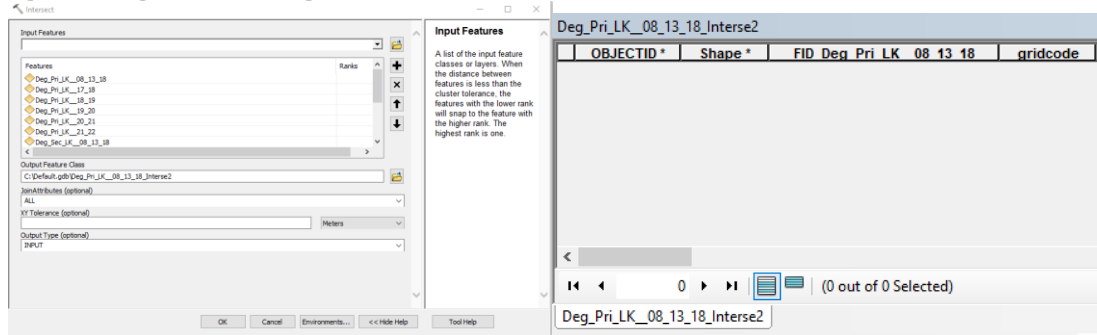 Intersect
Input Features
Features Ranks
Deg_Pri_LK__08_13_18
Deg_Pri_LK__17_18
Deg_Pri_LK__18_19
Deg_Pri_LK__19_20
Deg_Pri_LK__20_21
Deg_Pri_LK__21_22
Deg_Sec_LK__08_13_18
Output Feature Class
C:\Default.gdb\Deg_Pri_LK__08_13_18_Interse2
JoinAttributes (optional)
ALL
XY Tolerance (optional)
Meters
Output Type (optional)
INPUT
OK Cancel Environments... << Hide Help Tool Help
Input Features
A list of the input feature
classes or layers. When
the distance between
features is less than the
cluster tolerance, the
features with the lower rank
will snap to the feature with
the higher rank. The
highest rank is one.
Deg_Pri_LK__08_13_18_Interse2
OBJECTID * Shape * FID_Deg_Pri_LK__08_13_18 gridcode
0 (0 out of 0 Selected)
Deg_Pri_LK__08_13_18_Interse2